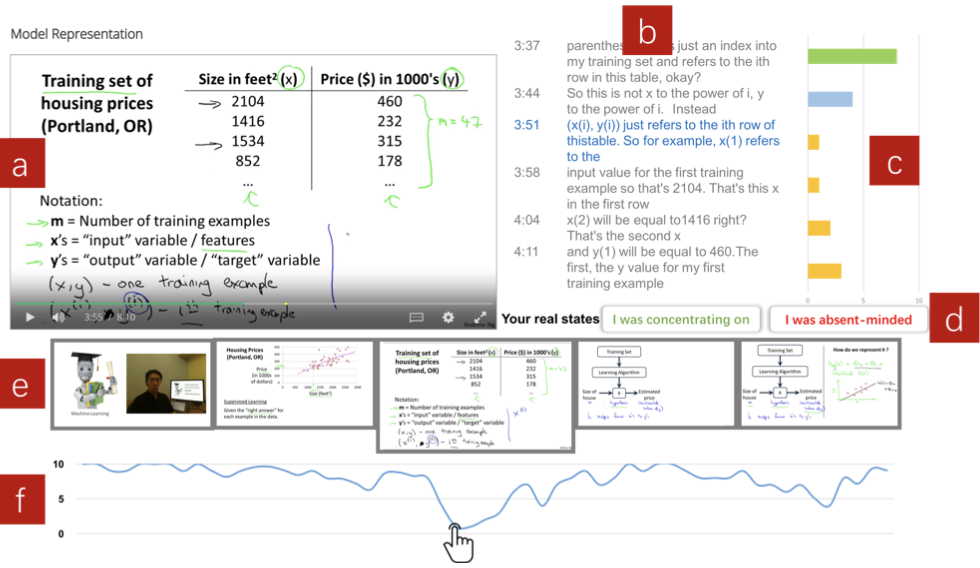 Model Representation
a
Training set of
housing prices
(Portland, OR)
Size in feet² (x)
Price ($) in 1000's (y)
2104
460
1416
232
1534
315
852
178
...
...
m = 47
Notation:
m = Number of training examples
x's = "input" variable / features
y's = "output" variable / "target" variable
(x,y) - one training example
training example
3:55 / 8:10
b
3:37
just an index into
my training set and refers to the ith
row in this table, okay?
3:44
So this is not x to the power of i, y
to the power of i. Instead
3:51
(x(i), y(i)) just refers to the ith row of
thistable. So for example, x(1) refers
to the
3:58
input value for the first training
example so that's 2104. That's this x
in the first row
4:04
x(2) will be equal to1416 right?
That's the second x
4:11
and y(1) will be equal to 460.The
first, the y value for my first
training example
c
0
5
10
Your real states
I was concentrating on
I was absent-minded
d
e
Machine Learning
Housing Prices
(Portland, OR)
Price
(in 1000s
of dollars)
Size (feet²)
Supervised Learning
Given the "right answer" for
each example in the data.
Training set of
housing prices
(Portland, OR)
Size in feet² (x)
Price ($) in 1000's (y)
2104
460
1416
232
1534
315
852
178
Notation:
m = Number of training examples
x's = "input" variable / features
y's = "output" variable / "target" variable
(x,y) - one training example
Training Set
Learning Algorithm
Size of
house
h
Estimated
price
Training Set
Learning Algorithm
Size of
house
h
Estimated
price
How do we represent h ?
f
10
5
0